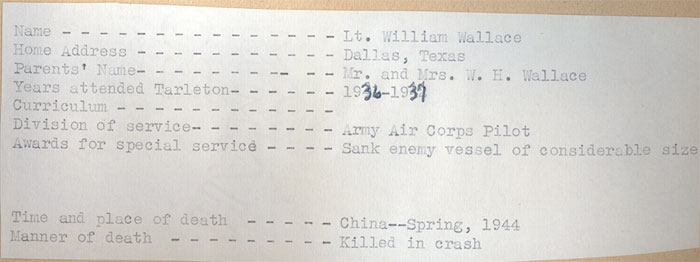 Name - - - - - - - - - - - - - - - Lt. William Wallace
Home Address - - - - - - - - - - - Dallas, Texas
Parents' Name- - - - - - - - - - - Mr. and Mrs. W. H. Wallace
Years attended Tarleton- - - - - - 1936-1937
Curriculum - - - - - - - - - - - -
Division of service- - - - - - - - Army Air Corps Pilot
Awards for special service - - - - Sank enemy vessel of considerable size
Time and place of death - - - - - China--Spring, 1944
Manner of death - - - - - - - - - Killed in crash